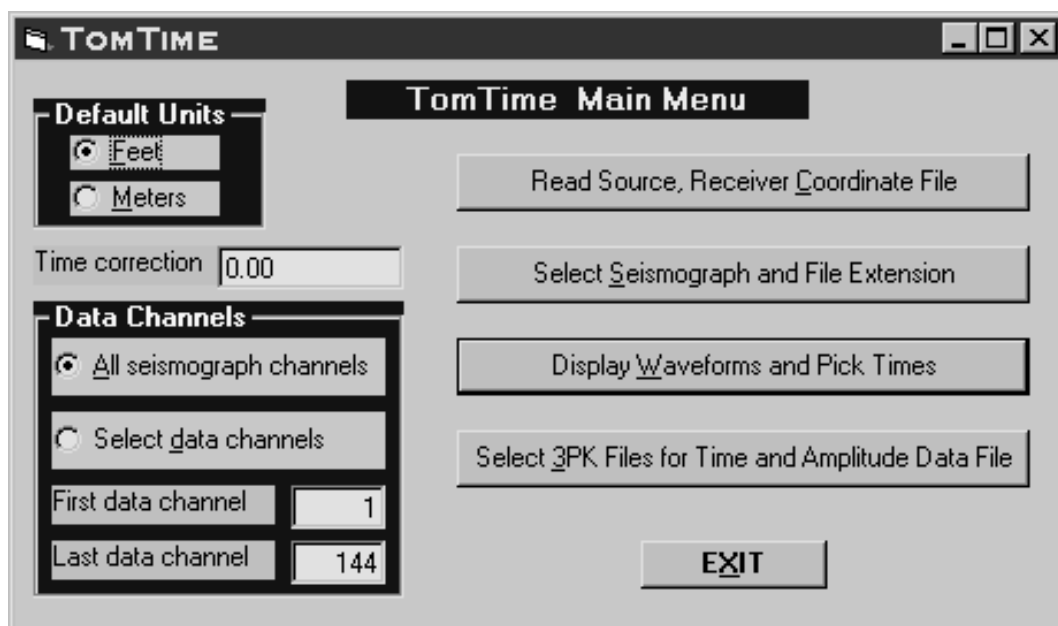 TOMTIME
TomTime Main Menu
Default Units
Feet
Meters
Time correction 0.00
Data Channels
All seismograph channels
Select data channels
First data channel 1
Last data channel 144
Read Source, Receiver Coordinate File
Select Seismograph and File Extension
Display Waveforms and Pick Times
Select 3PK Files for Time and Amplitude Data File
EXIT